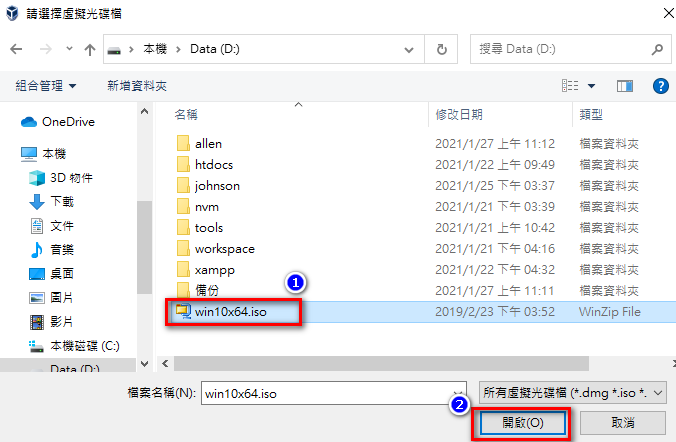 請選擇虛擬光碟檔
本機 > Data (D:)
搜尋 Data (D:)
組合管理
新增資料夾
名稱
修改日期
類型
OneDrive
本機
3D 物件
下載
文件
音樂
桌面
圖片
影片
本機磁碟 (C:)
Data (D:)
allen 2021/1/27 上午 11:12 檔案資料夾
htdocs 2021/1/22 上午 09:49 檔案資料夾
johnson 2021/1/25 下午 03:37 檔案資料夾
nvm 2021/1/21 下午 03:39 檔案資料夾
tools 2021/1/21 上午 10:42 檔案資料夾
workspace 2021/1/21 下午 04:16 檔案資料夾
xampp 2021/1/22 下午 04:32 檔案資料夾
備份 2021/1/27 上午 11:11 檔案資料夾
1
win10x64.iso 2019/2/23 下午 03:52 WinZip File
檔案名稱(N):
win10x64.iso
所有虛擬光碟檔 (*.dmg *.iso *.
2
開啟(O)
取消